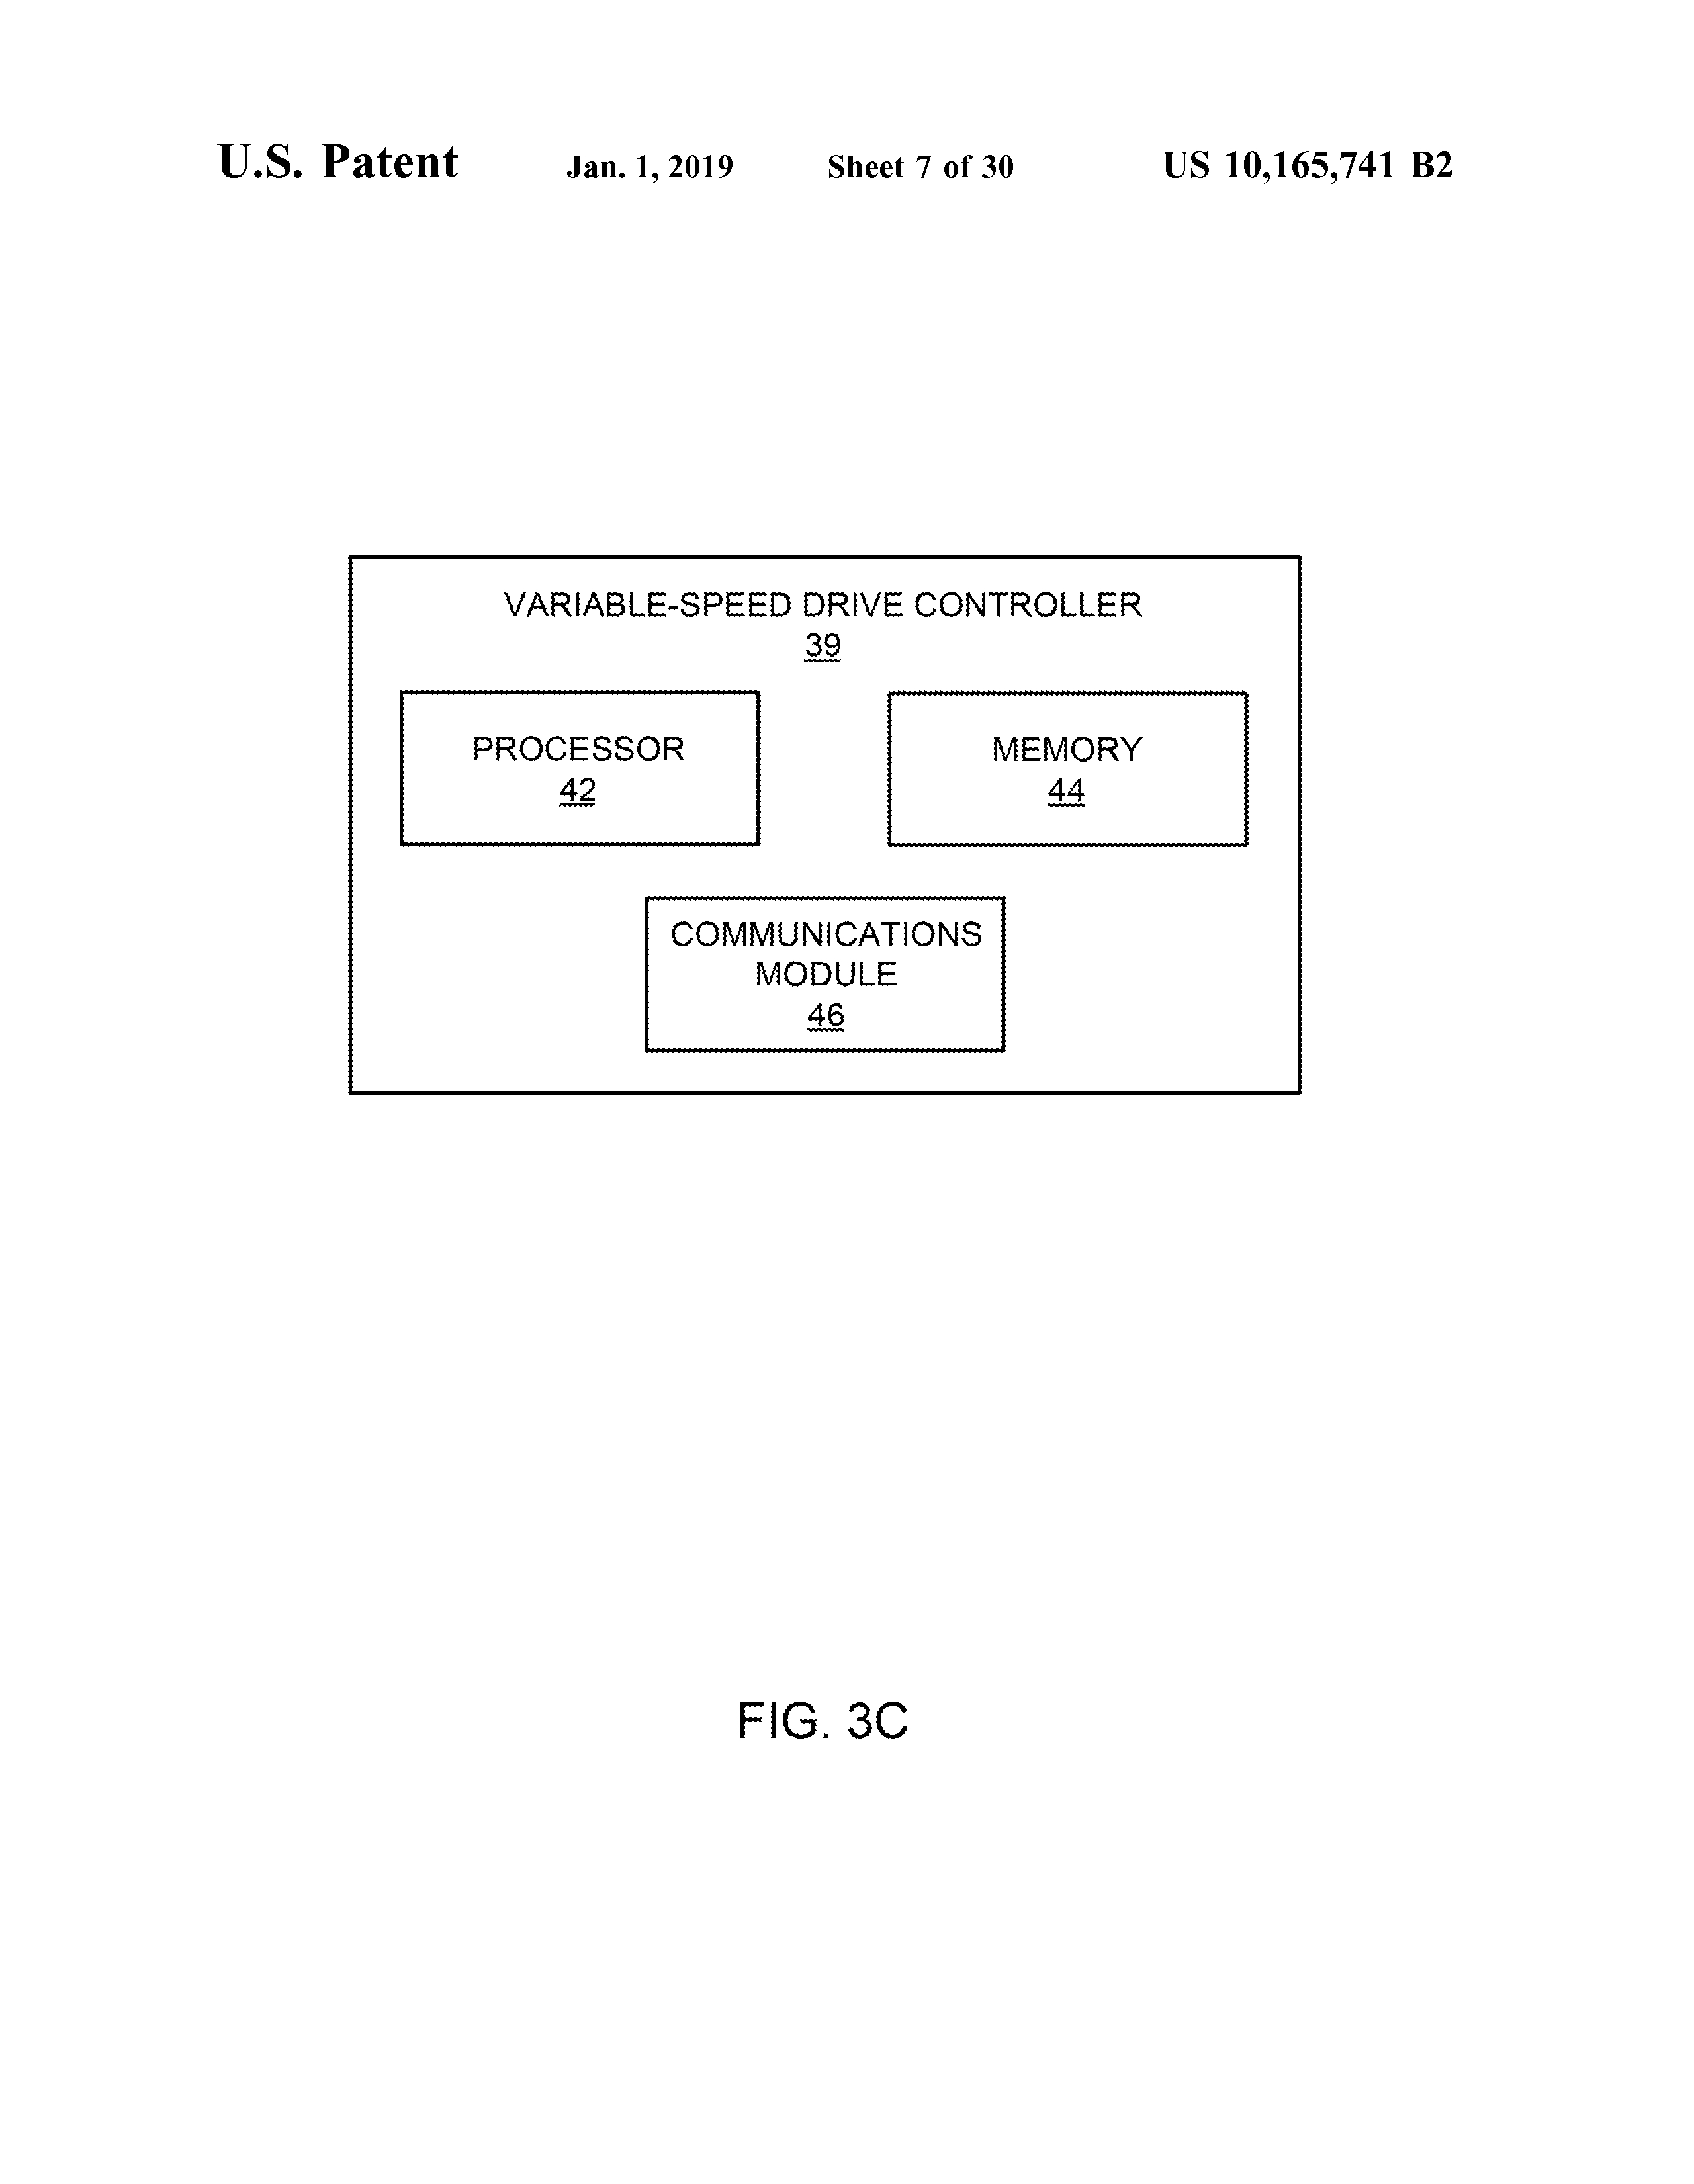 U.S. Patent Jan. 1, 2019 Sheet 7 of 30 US 10,165,741 B2
VARIABLE-SPEED DRIVE CONTROLLER
39
PROCESSOR
42
MEMORY
44
COMMUNICATIONS
MODULE
46
FIG. 3C